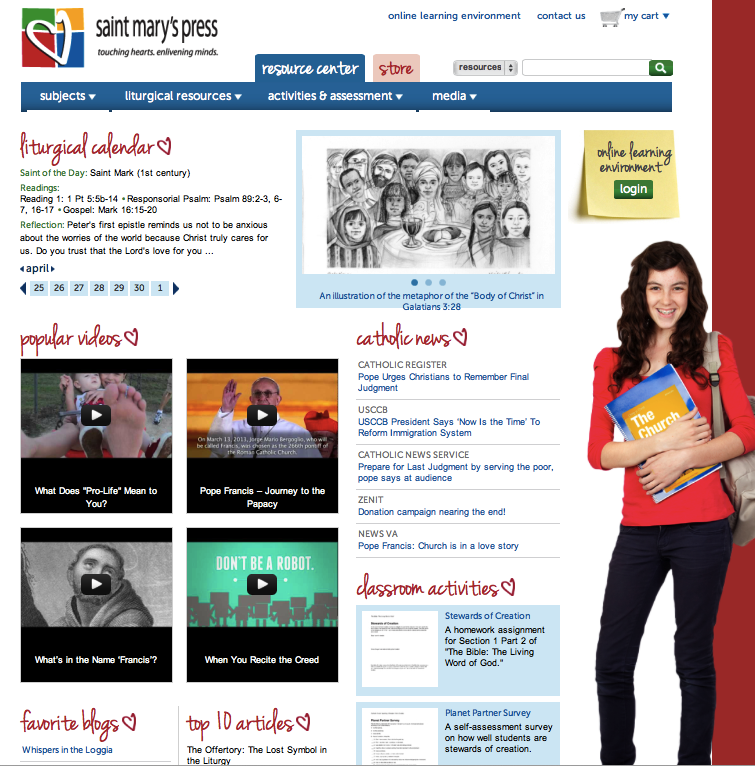 saint mary's press
touching hearts. enlivening minds.
online learning environment
contact us
my cart
resource center
store
resources
subjects
liturgical resources
activities & assessment
media
liturgical calendar
Saint of the Day: Saint Mark (1st century)
Readings:
Reading 1: 1 Pt 5:5b-14 • Responsorial Psalm: Psalm 89:2-3, 6-
7, 16-17 • Gospel: Mark 16:15-20
Reflection: Peter's first epistle reminds us not to be anxious
about the worries of the world because Christ truly cares for
us. Do you trust that the Lord's love for you ...
april
25 26 27 28 29 30 1
An illustration of the metaphor of the "Body of Christ" in
Galatians 3:28
online learning
environment
login
popular videos
On March 13, 2013, Jorge Mario Bergoglio, who will
be called Francis, was chosen as the 266th pontiff of
the Roman Catholic Church.
What Does "Pro-Life" Mean to
You?
Pope Francis – Journey to the
Papacy
DON'T BE A ROBOT.
What's in the Name 'Francis'?
When You Recite the Creed
catholic news
CATHOLIC REGISTER
Pope Urges Christians to Remember Final
Judgment
USCCB
USCCB President Says 'Now Is the Time' To
Reform Immigration System
CATHOLIC NEWS SERVICE
Prepare for Last Judgment by serving the poor,
pope says at audience
ZENIT
Donation campaign nearing the end!
NEWS VA
Pope Francis: Church is in a love story
The
Church
classroom activities
Stewards of Creation
Stewards of Creation
A homework assignment
for Section 1 Part 2 of
"The Bible: The Living
Word of God."
Planet Partner Survey
Planet Partner Survey
A self-assessment survey
on how well students are
stewards of creation.
favorite blogs
Whispers in the Loggia
top 10 articles
The Offertory: The Lost Symbol in
the Liturgy